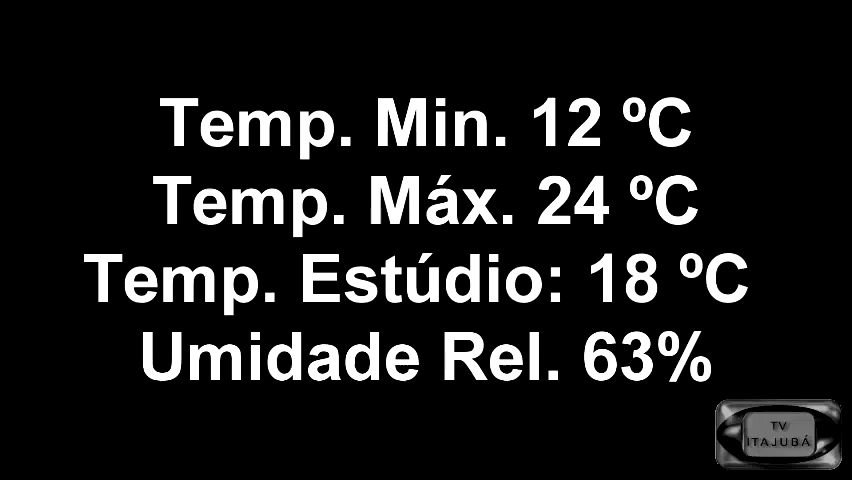 Temp. Min. 12 ºC
Temp. Máx. 24 ºC
Temp. Estúdio: 18 ºC
Umidade Rel. 63%
TV
ITAJUBÁ